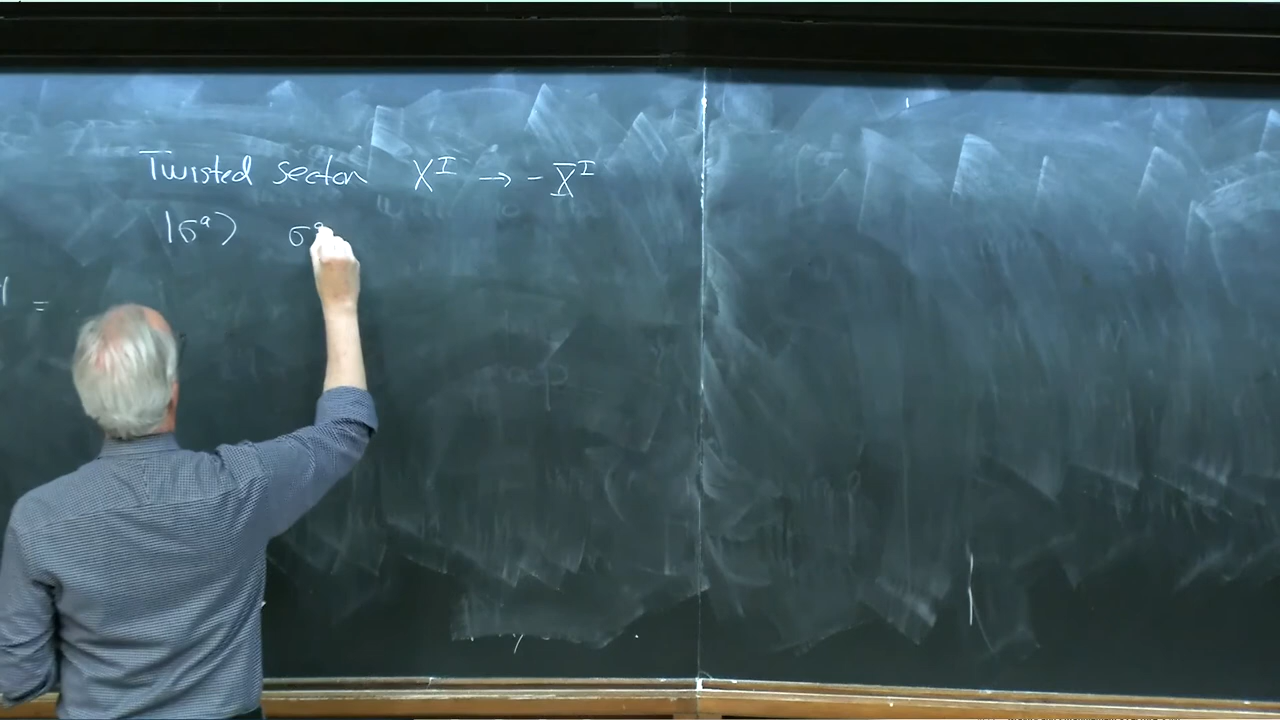 Twisted sector X^I → - X^I
|σ^a⟩ σ^a
=